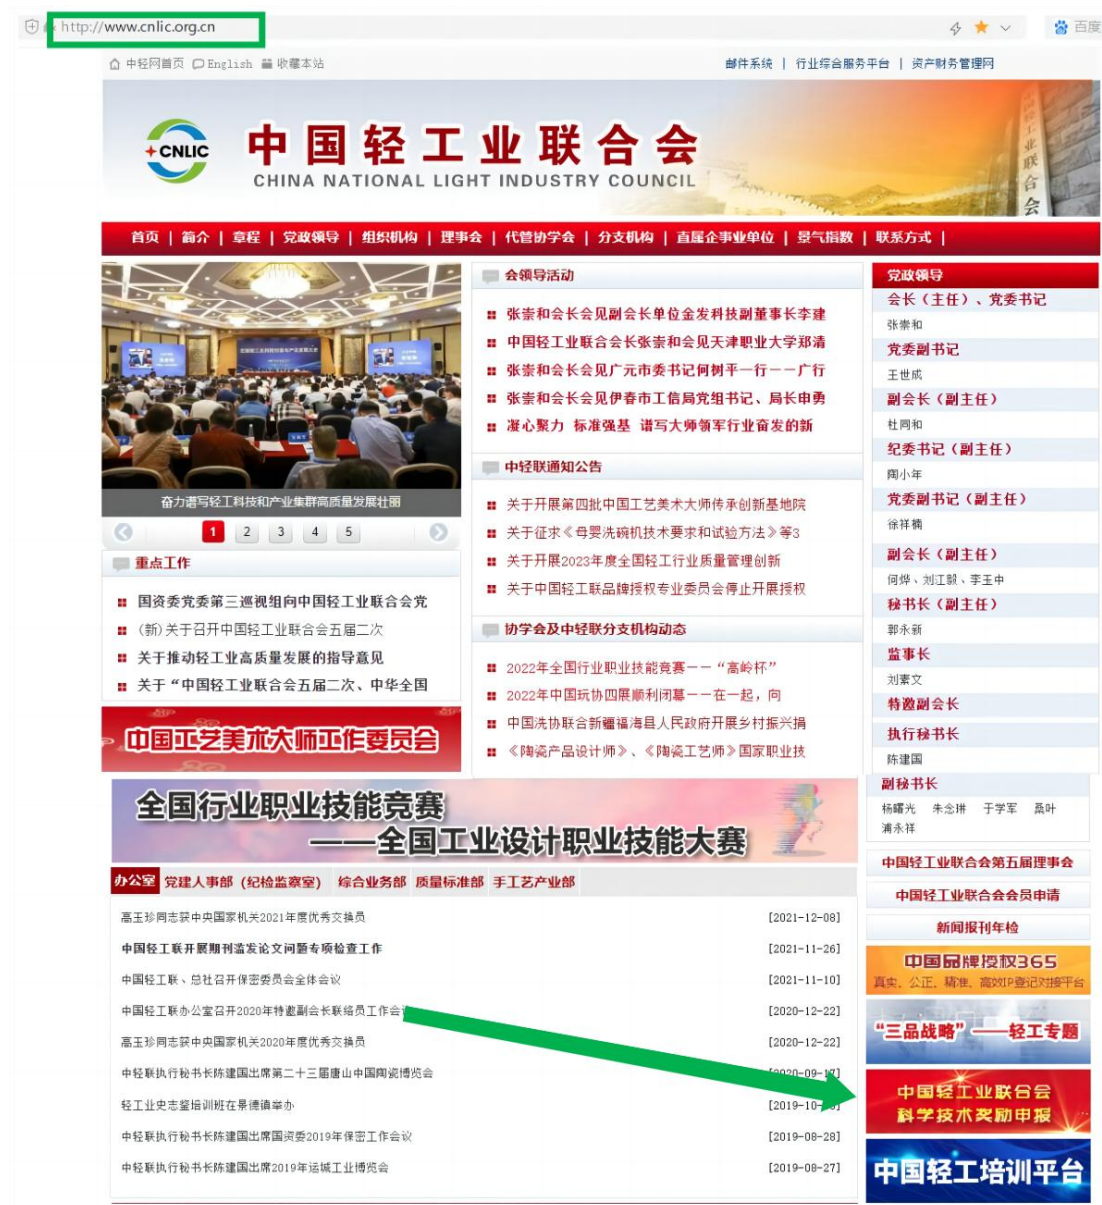 http://www.cnlic.org.cn
百度
中轻网首页 English 收藏本站
邮件系统 | 行业综合服务平台 | 资产财务管理网
CNLIC
中国轻工业联合会
CHINA NATIONAL LIGHT INDUSTRY COUNCIL
中国轻工业联合会
首页 | 简介 | 章程 | 党政领导 | 组织机构 | 理事会 | 代管协学会 | 分支机构 | 直属企事业单位 | 景气指数 | 联系方式 |
奋力谱写轻工科技和产业集群高质量发展壮丽
1 2 3 4 5
重点工作
国资委党委第三巡视组向中国轻工业联合会党
(新)关于召开中国轻工业联合会五届二次
关于推动轻工业高质量发展的指导意见
关于“中国轻工业联合会五届二次、中华全国
中国工艺美术大师工作委员会
会领导活动
张崇和会长会见副会长单位金发科技副董事长李建
中国轻工业联合会长张崇和会见天津职业大学郑清
张崇和会长会见广元市委书记何树平一行——广行
张崇和会长会见伊春市工信局党组书记、局长申勇
凝心聚力 标准强基 谱写大师领军行业奋发的新
中轻联通知公告
关于开展第四批中国工艺美术大师传承创新基地院
关于征求《母婴洗碗机技术要求和试验方法》等3
关于开展2023年度全国轻工行业质量管理创新
关于中国轻工联品牌授权专业委员会停止开展授权
协学会及中轻联分支机构动态
2022年全国行业职业技能竞赛——“高岭杯”
2022年中国玩协四展顺利闭幕——在一起，向
中国洗协联合新疆福海县人民政府开展乡村振兴捐
《陶瓷产品设计师》、《陶瓷工艺师》国家职业技
党政领导
会长（主任）、党委书记
张崇和
党委副书记
王世成
副会长（副主任）
杜同和
纪委书记（副主任）
陶小年
党委副书记（副主任）
徐祥楠
副会长（副主任）
何烨、刘江毅、李玉中
秘书长（副主任）
郭永新
监事长
刘素文
特邀副会长
执行秘书长
陈建国
副秘书长
杨曙光 朱念琳 于学军 聂叶
浦永祥
全国行业职业技能竞赛
——全国工业设计职业技能大赛
办公室 党建人事部（纪检监察室） 综合业务部 质量标准部 手工艺产业部
高玉珍同志获中央国家机关2021年度优秀交换员 [2021-12-08]
中国轻工联开展期刊滥发论文问题专项检查工作 [2021-11-26]
中国轻工联、总社召开保密委员会全体会议 [2021-11-10]
中国轻工联办公室召开2020年特邀副会长联络员工作会议 [2020-12-22]
高玉珍同志获中央国家机关2020年度优秀交换员 [2020-12-22]
中轻联执行秘书长陈建国出席第二十三届唐山中国陶瓷博览会 [2020-09-17]
轻工业史志鉴培训班在景德镇举办 [2019-10-
中轻联执行秘书长陈建国出席国资委2019年保密工作会议 [2019-08-28]
中轻联执行秘书长陈建国出席2019年运城工业博览会 [2019-08-27]
中国轻工业联合会第五届理事会
中国轻工业联合会会员申请
新闻报刊年检
中国品牌授权365
真实、公正、精准、高效IP登记对接平台
“三品战略”——轻工专题
中国轻工业联合会
科学技术奖励申报
中国轻工培训平台